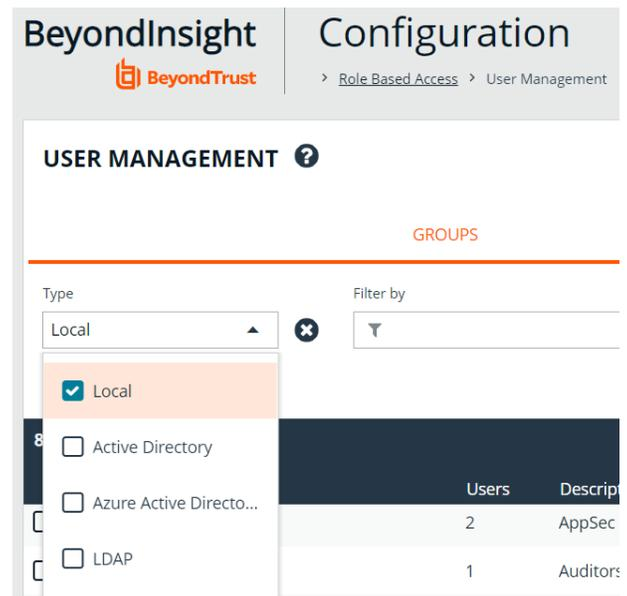 BeyondInsight
BeyondTrust
Configuration
> Role Based Access > User Management
USER MANAGEMENT ?
GROUPS
Type
Filter by
Local
Local
Active Directory
Azure Active Directo...
LDAP
8
Users Descript
2 AppSec
1 Auditors